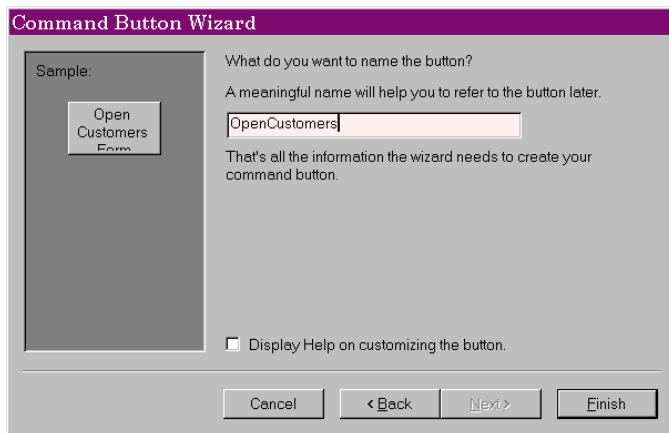 Command Button Wizard
Sample:
Open
Customers
Form
What do you want to name the button?
A meaningful name will help you to refer to the button later.
OpenCustomers
That's all the information the wizard needs to create your
command button.
Display Help on customizing the button.
Cancel
< Back
Next >
Finish